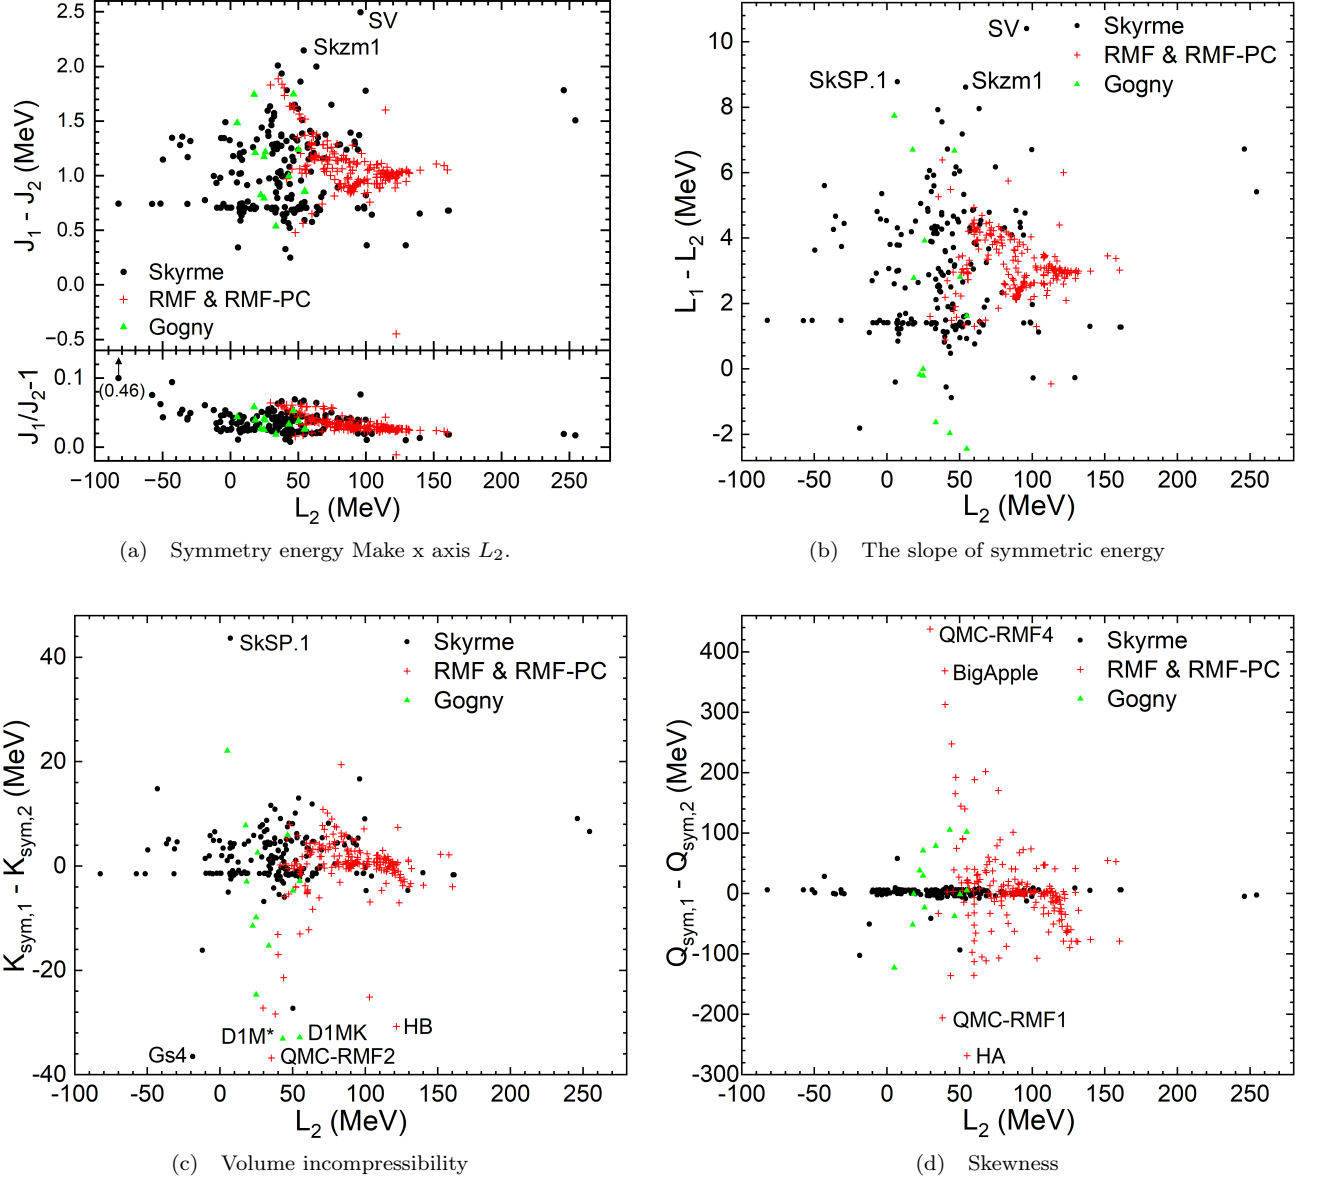 2.5
2.0
1.5
1.0
0.5
0.0
−0.5
0.1
0.0
J₁ - J₂ (MeV)
J₁/J₂-1
SV
Skzm1
Skyrme
RMF & RMF-PC
Gogny
(0.46)
−100 −50 0 50 100 150 200 250
L₂ (MeV)
(a) Symmetry energy Make x axis L₂.
10
8
6
4
2
0
-2
L₁ - L₂ (MeV)
SV
SkSP.1
Skzm1
Skyrme
RMF & RMF-PC
Gogny
-100 -50 0 50 100 150 200 250
L₂ (MeV)
(b) The slope of symmetric energy
40
20
0
-20
-40
Kₛᵧₘ,₁ - Kₛᵧₘ,₂ (MeV)
SkSP.1
Skyrme
RMF & RMF-PC
Gogny
HB
D1M* D1MK
Gs4 QMC-RMF2
-100 -50 0 50 100 150 200 250
L₂ (MeV)
(c) Volume incompressibility
400
300
200
100
0
-100
-200
-300
Qₛᵧₘ,₁ - Qₛᵧₘ,₂ (MeV)
QMC-RMF4
BigApple
Skyrme
RMF & RMF-PC
Gogny
QMC-RMF1
HA
-100 -50 0 50 100 150 200 250
L₂ (MeV)
(d) Skewness